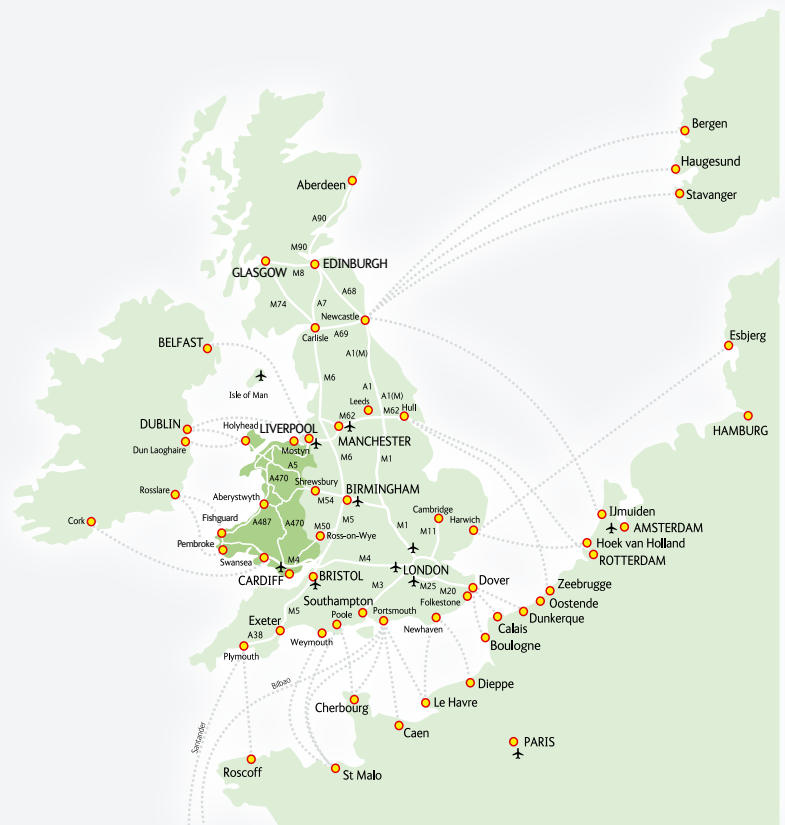 Bergen
Haugesund
Aberdeen
Stavanger
A90
M90
GLASGOW
EDINBURGH
M8
A68
M74
A7
Newcastle
Carlisle
A69
Esbjerg
BELFAST
A1(M)
M6
Isle of Man
A1
A1(M)
Leeds
M62
M62
Hull
HAMBURG
DUBLIN
Holyhead
LIVERPOOL
MANCHESTER
Dun Laoghaire
Mostyn
M6
M1
A5
A470
Shrewsbury
BIRMINGHAM
Rosslare
Aberystwyth
M54
Cambridge
IJmuiden
Cork
Fishguard
A487
A470
M50
M5
M1
M11
Harwich
AMSTERDAM
Ross-on-Wye
Pembroke
Hoek van Holland
Swansea
M4
M4
ROTTERDAM
CARDIFF
BRISTOL
LONDON
M3
M25
M20
Dover
Zeebrugge
Southampton
Folkestone
Oostende
M5
Poole
Portsmouth
Dunkerque
Exeter
Newhaven
Calais
A38
Weymouth
Boulogne
Plymouth
Bilbao
Dieppe
Cherbourg
Le Havre
Santander
Caen
PARIS
Roscoff
St Malo